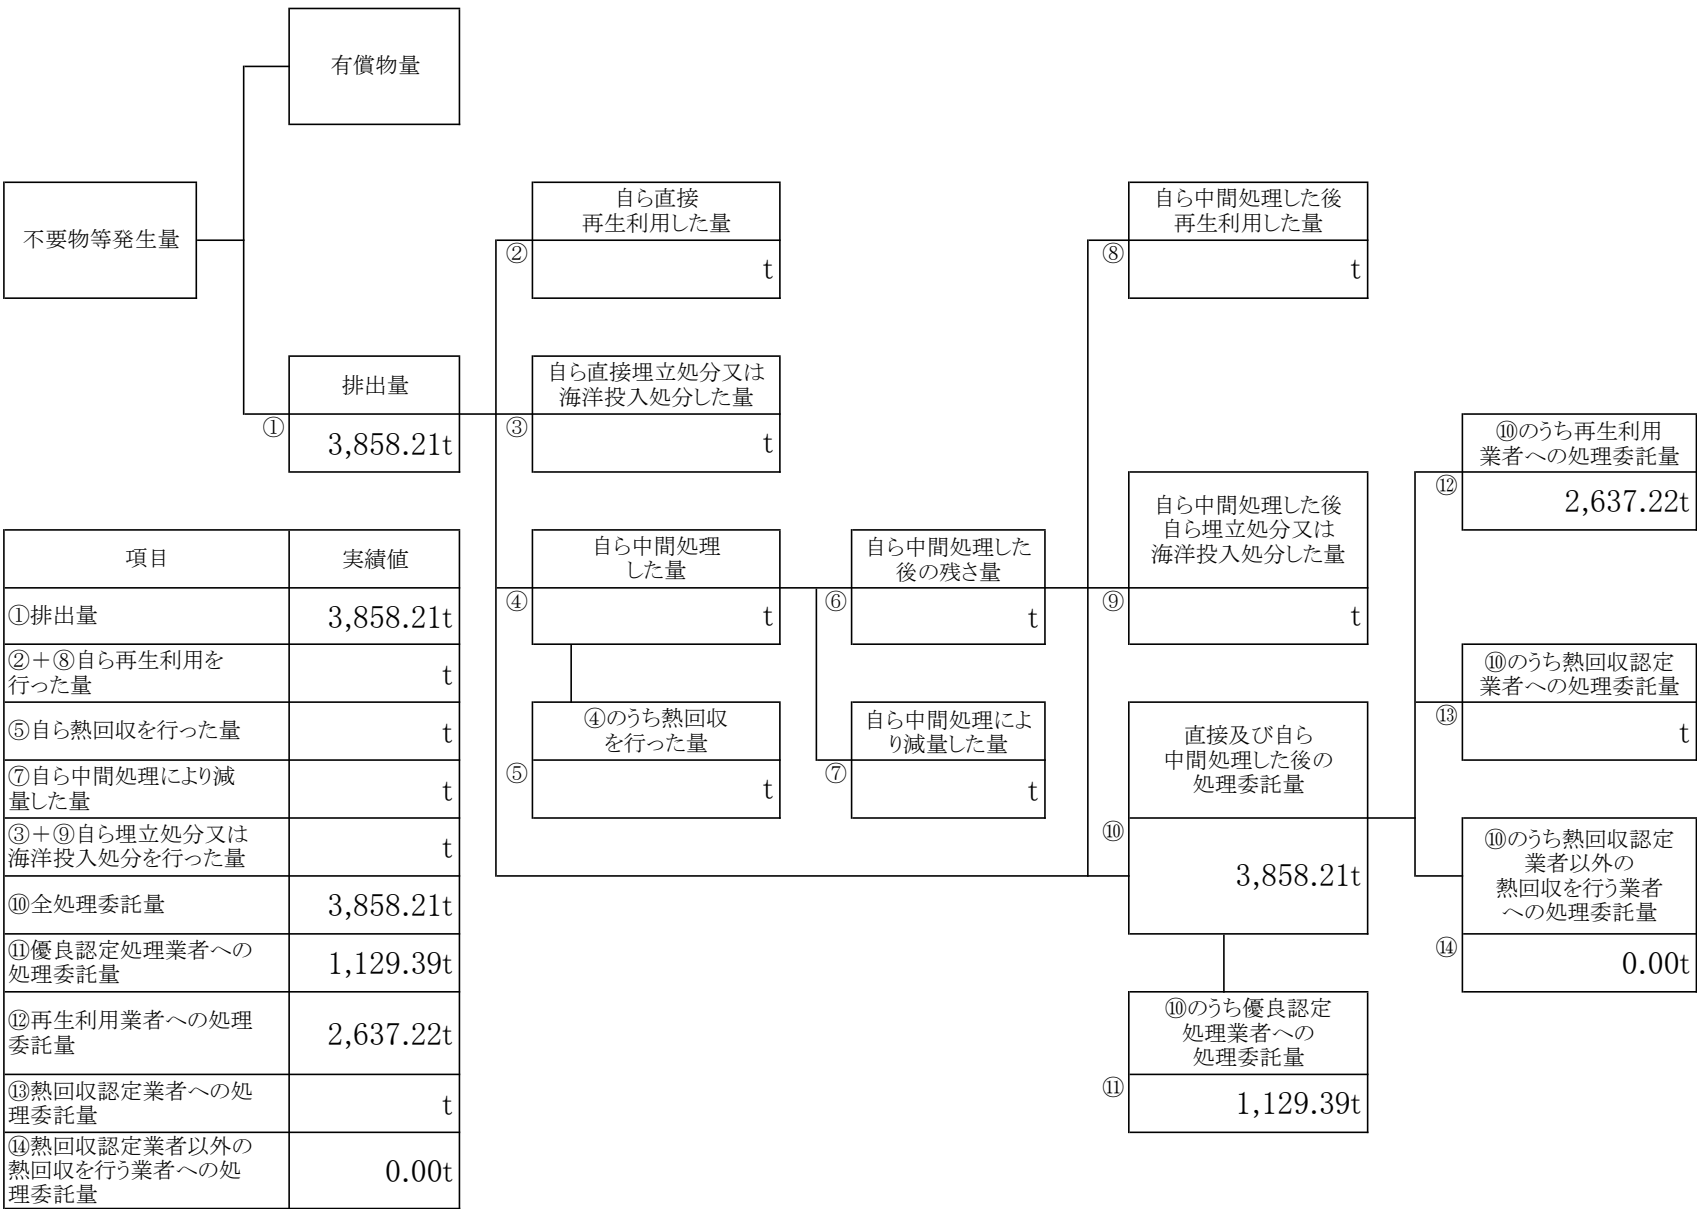 有償物量
不要物等発生量
自ら直接
再生利用した量
②
t
自ら中間処理した後
再生利用した量
⑧
t
排出量
①
3,858.21t
自ら直接埋立処分又は
海洋投入処分した量
③
t
⑩のうち再生利用
業者への処理委託量
⑫
2,637.22t
自ら中間処理
した量
④
t
自ら中間処理した
後の残さ量
⑥
t
自ら中間処理した後
自ら埋立処分又は
海洋投入処分した量
⑨
t
⑩のうち熱回収認定
業者への処理委託量
⑬
t
④のうち熱回収
を行った量
⑤
t
自ら中間処理によ
り減量した量
⑦
t
直接及び自ら
中間処理した後の
処理委託量
⑩
3,858.21t
⑩のうち熱回収認定
業者以外の
熱回収を行う業者
への処理委託量
⑭
0.00t
⑩のうち優良認定
処理業者への
処理委託量
⑪
1,129.39t
項目
実績値
①排出量
3,858.21t
②＋⑧自ら再生利用を
行った量
t
⑤自ら熱回収を行った量
t
⑦自ら中間処理により減
量した量
t
③＋⑨自ら埋立処分又は
海洋投入処分を行った量
t
⑩全処理委託量
3,858.21t
⑪優良認定処理業者への
処理委託量
1,129.39t
⑫再生利用業者への処理
委託量
2,637.22t
⑬熱回収認定業者への処
理委託量
t
⑭熱回収認定業者以外の
熱回収を行う業者への処
理委託量
0.00t